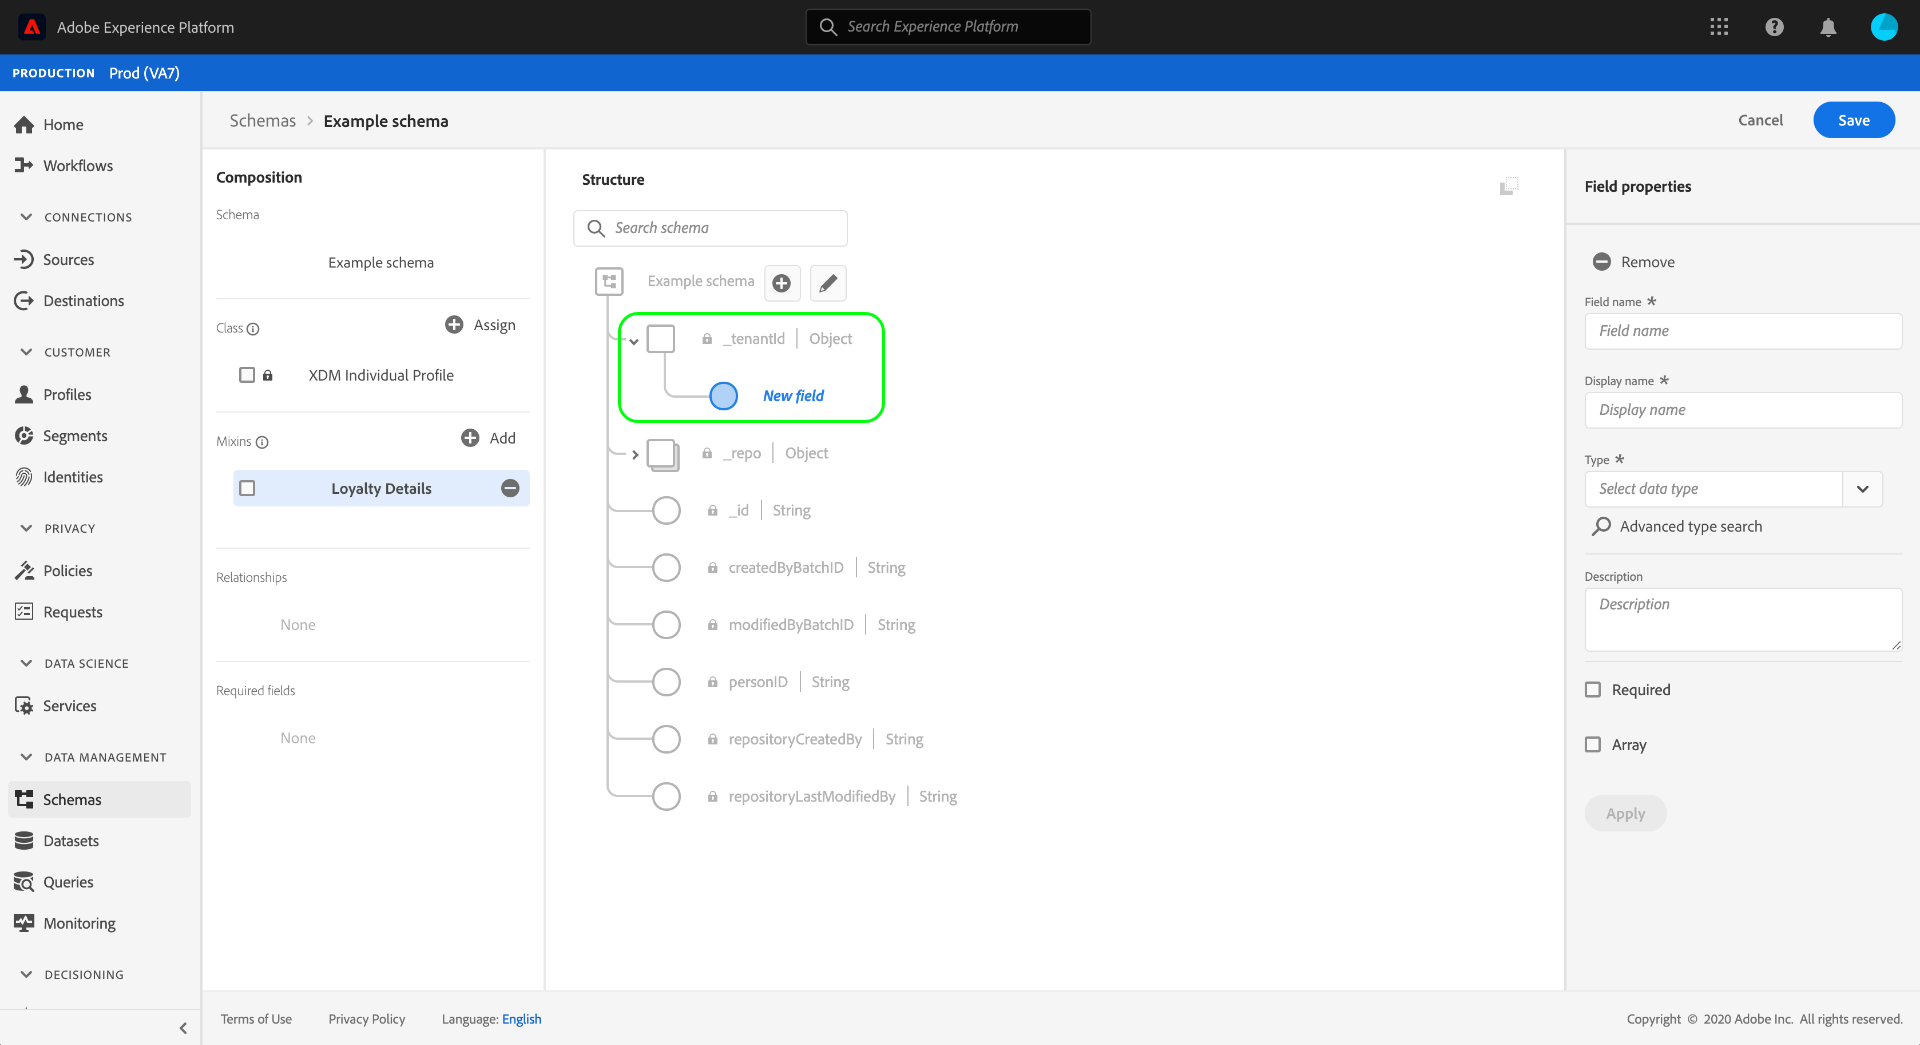 Adobe Experience Platform
Search Experience Platform
PRODUCTION Prod (VA7)
Home
Workflows
CONNECTIONS
Sources
Destinations
CUSTOMER
Profiles
Segments
Identities
PRIVACY
Policies
Requests
DATA SCIENCE
Services
DATA MANAGEMENT
Schemas
Datasets
Queries
Monitoring
DECISIONING
Schemas > Example schema
Cancel
Save
Composition
Schema
Example schema
Class
Assign
XDM Individual Profile
Mixins
Add
Loyalty Details
Relationships
None
Required fields
None
Structure
Search schema
Example schema
_tenantId | Object
New field
_repo | Object
_id | String
createdByBatchID | String
modifiedByBatchID | String
personID | String
repositoryCreatedBy | String
repositoryLastModifiedBy | String
Field properties
Remove
Field name *
Field name
Display name *
Display name
Type *
Select data type
Advanced type search
Description
Description
Required
Array
Apply
Terms of Use
Privacy Policy
Language: English
Copyright © 2020 Adobe Inc. All rights reserved.